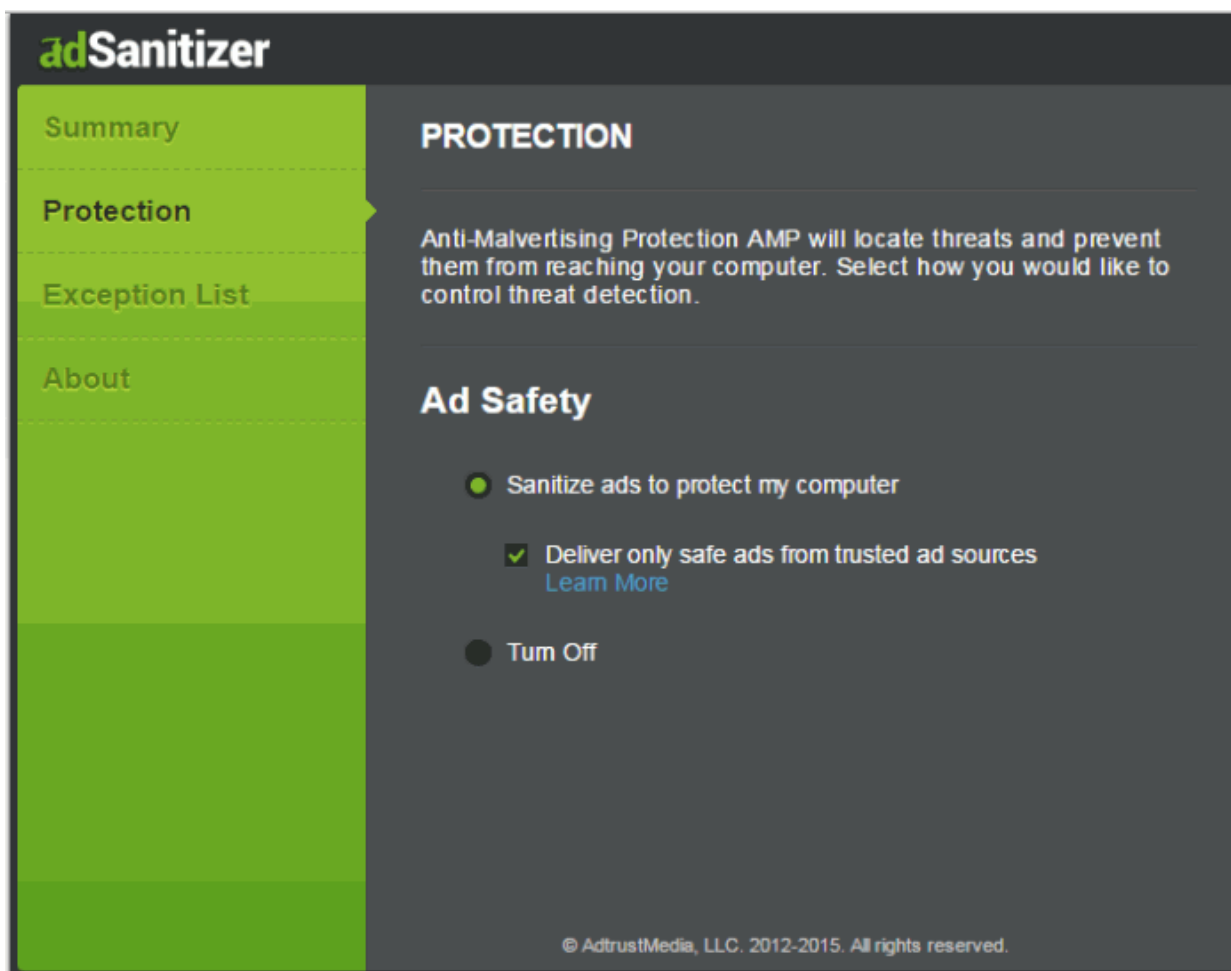 adSanitizer
Summary
Protection
Exception List
About
PROTECTION
Anti-Malvertising Protection AMP will locate threats and prevent
them from reaching your computer. Select how you would like to
control threat detection.
Ad Safety
Sanitize ads to protect my computer
Deliver only safe ads from trusted ad sources
Learn More
Turn Off
© AdtrustMedia, LLC. 2012-2015. All rights reserved.